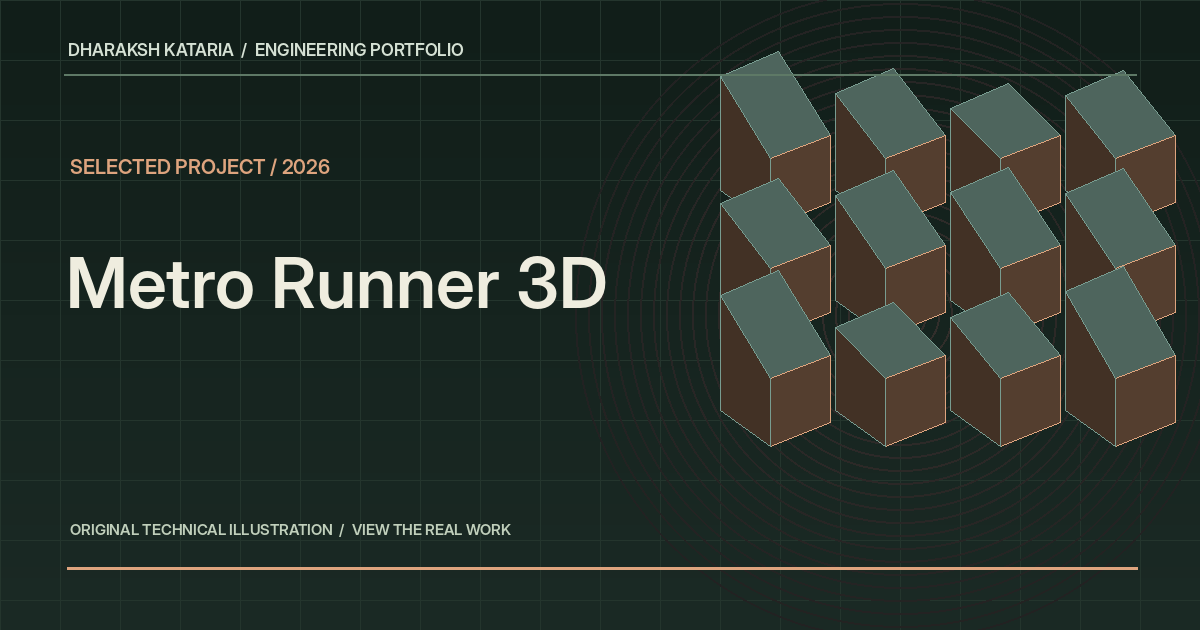 DHARAKSH KATARIA / ENGINEERING PORTFOLIO
SELECTED PROJECT / 2026
Metro Runner 3D
ORIGINAL TECHNICAL ILLUSTRATION / VIEW THE REAL WORK